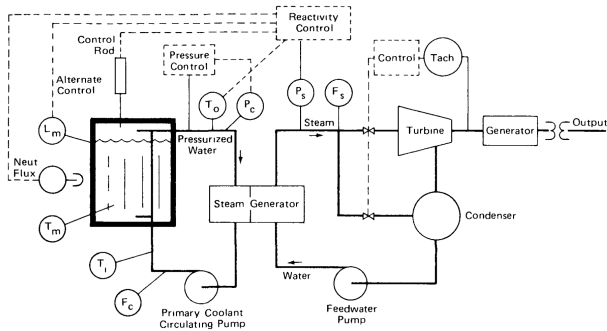 Reactivity
Control
Control
Rod
Pressure
Control
Control
Tach
Alternate
Control
Lm
To
Pc
Ps
Fs
Pressurized
Water
Steam
Turbine
Generator
Output
Neut
Flux
Tm
Steam Generator
Condenser
T1
Water
Fc
Primary Coolant
Circulating Pump
Feedwater
Pump